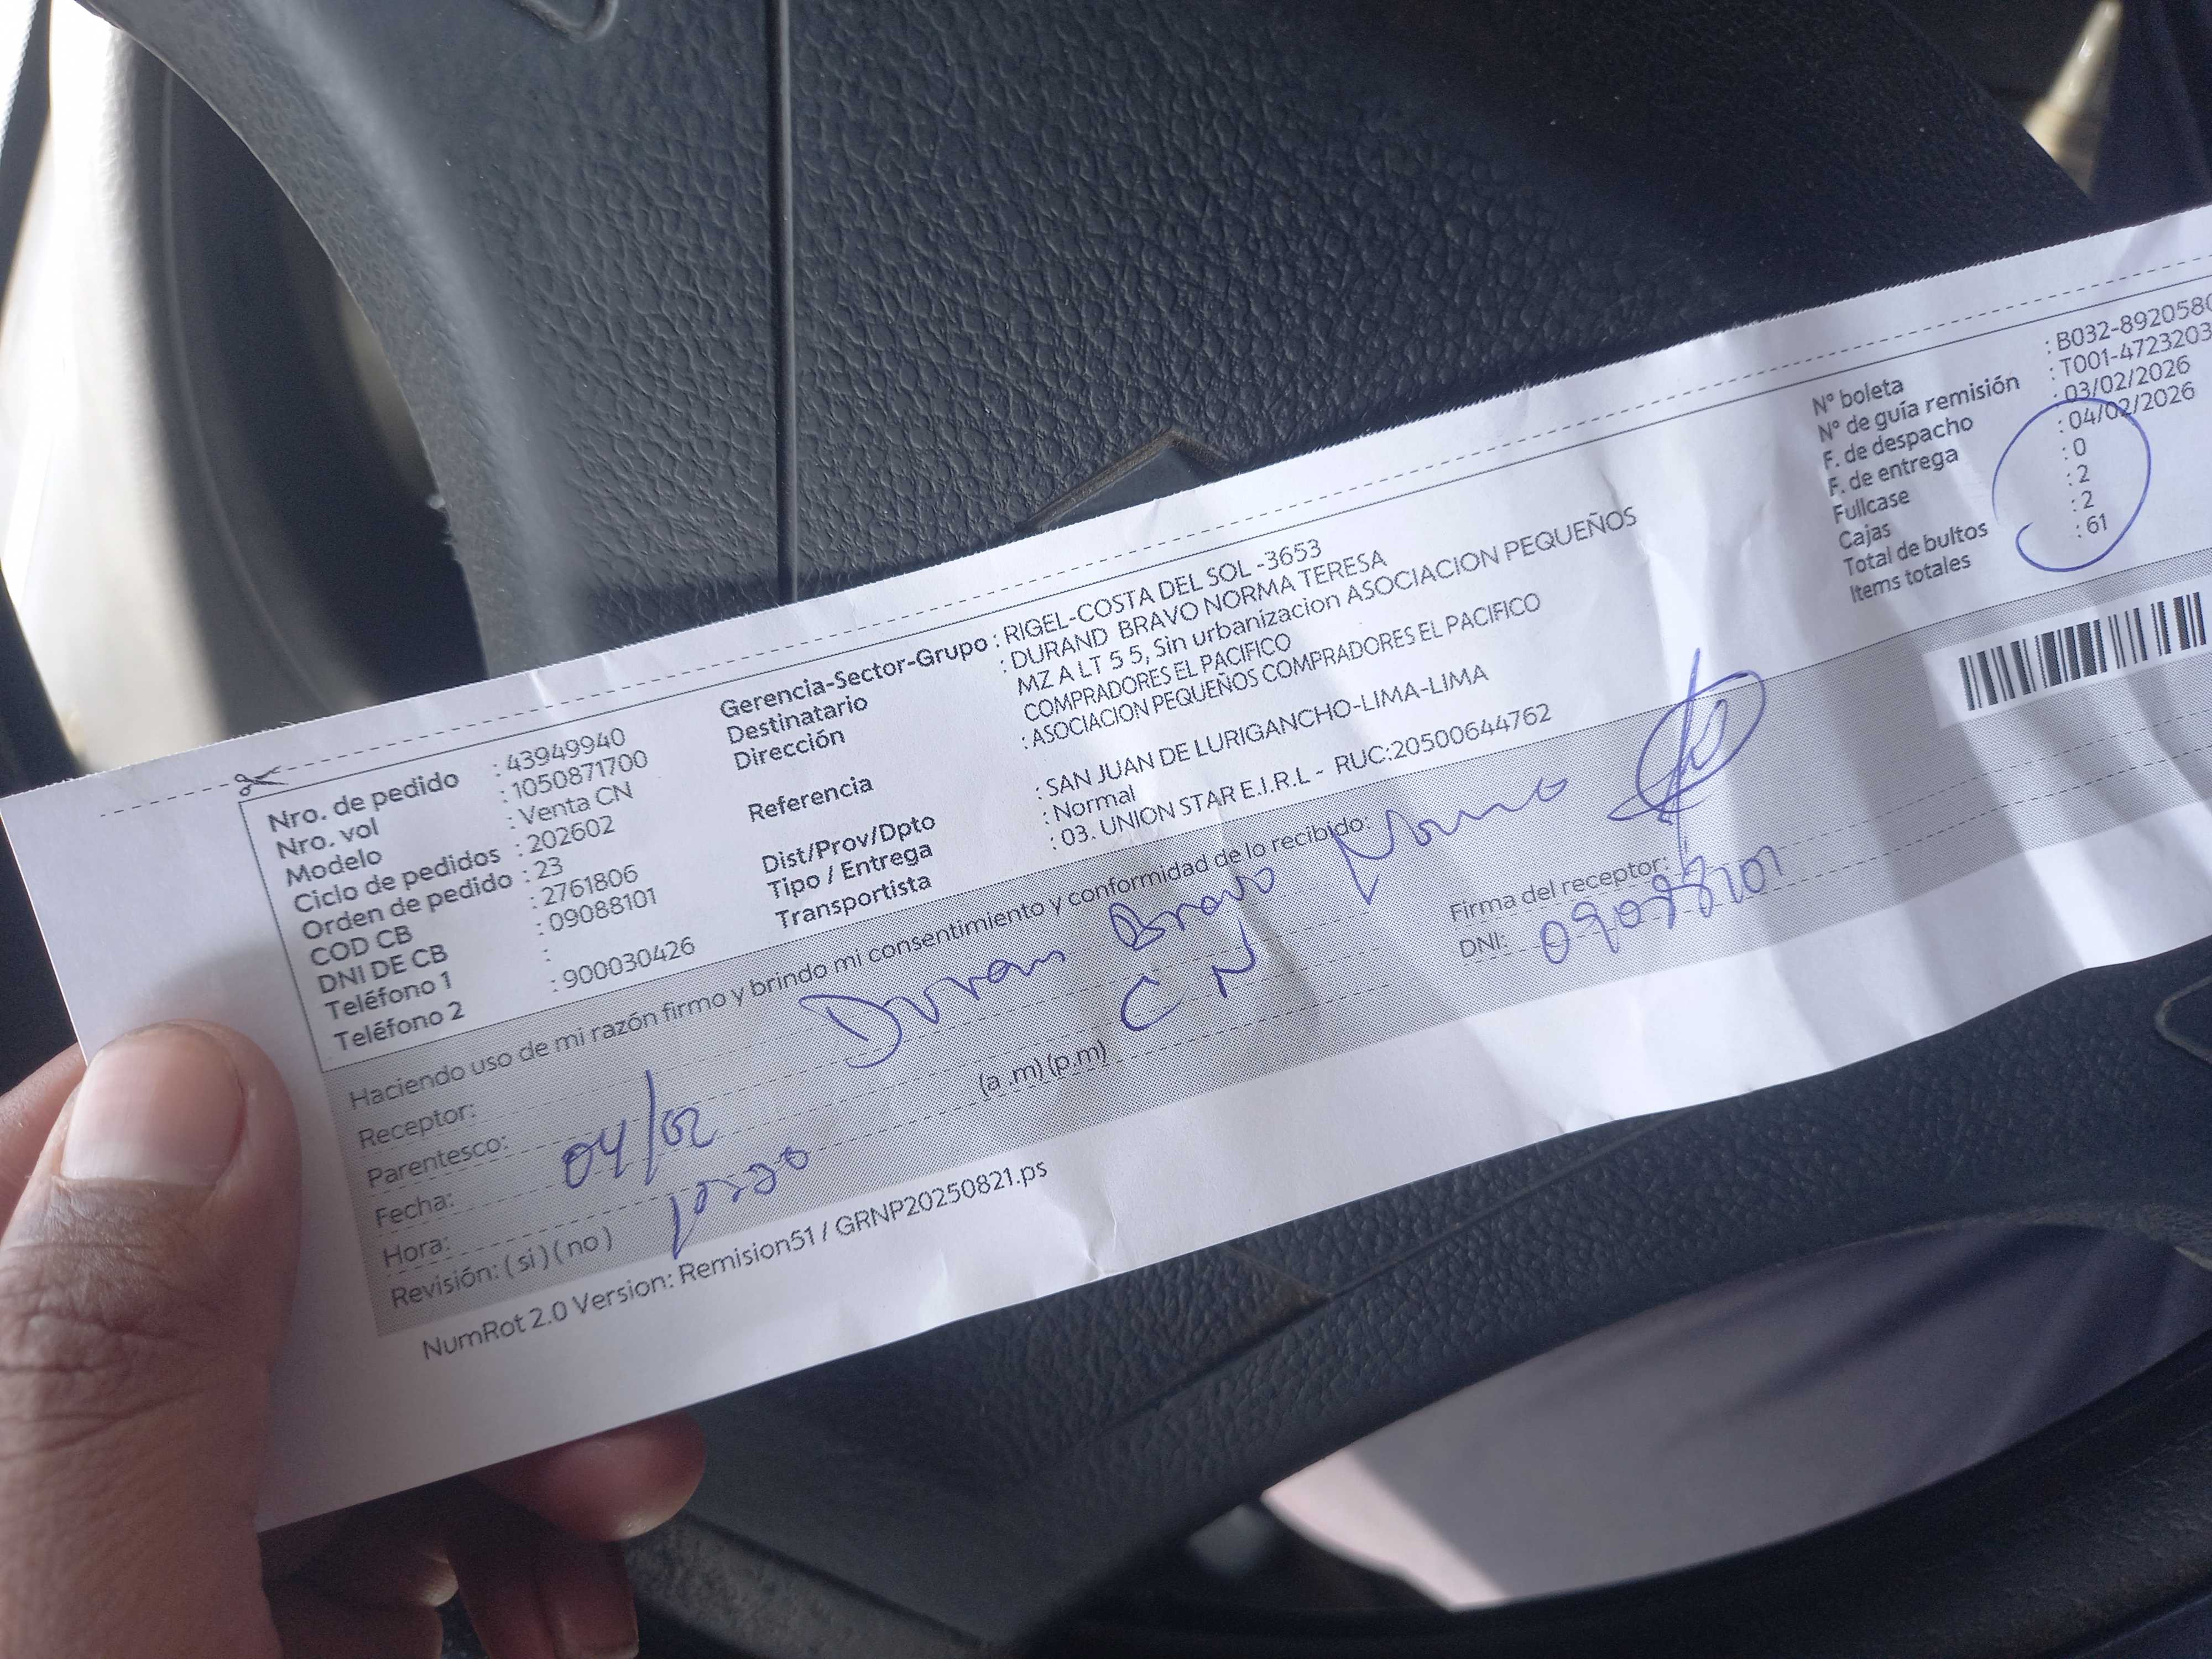 Nro. de pedido : 43949940
Nro. vol : 1050871700
Modelo : Venta CN
Ciclo de pedidos : 202602
Orden de pedido : 23
COD CB : 2761806
DNI DE CB : 09088101
Teléfono 1 :
Teléfono 2 : 900030426
Gerencia-Sector-Grupo : RIGEL-COSTA DEL SOL -3653
Destinatario : DURAND BRAVO NORMA TERESA
Dirección MZ A LT 5 5, Sin urbanizacion ASOCIACION PEQUEÑOS
COMPRADORES EL PACIFICO
Referencia : ASOCIACION PEQUEÑOS COMPRADORES EL PACIFICO
Dist/Prov/Dpto : SAN JUAN DE LURIGANCHO-LIMA-LIMA
Tipo / Entrega : Normal
Transportista : 03. UNION STAR E.I.R.L - RUC:20500644762
N° boleta : B032-892058
N° de guía remisión : T001-4723203
F. de despacho : 03/02/2026
F. de entrega : 04/02/2026
Fullcase : 0
Cajas : 2
Total de bultos : 2
Items totales : 61
Haciendo uso de mi razón firmo y brindo mi consentimiento y conformidad de lo recibido:
Receptor: Duran Bravo Norma
Parentesco: CN
Fecha: 04/02
Hora: (a .m) (p.m)
Revisión: ( si ) ( no )
Firma del receptor:
DNI: 09088101
NumRot 2.0 Version: Remision51 / GRNP20250821.ps